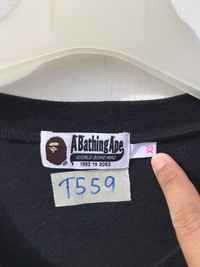 A Bathing Ape
WORLD GONE MAD
1993 TO 2093
T559